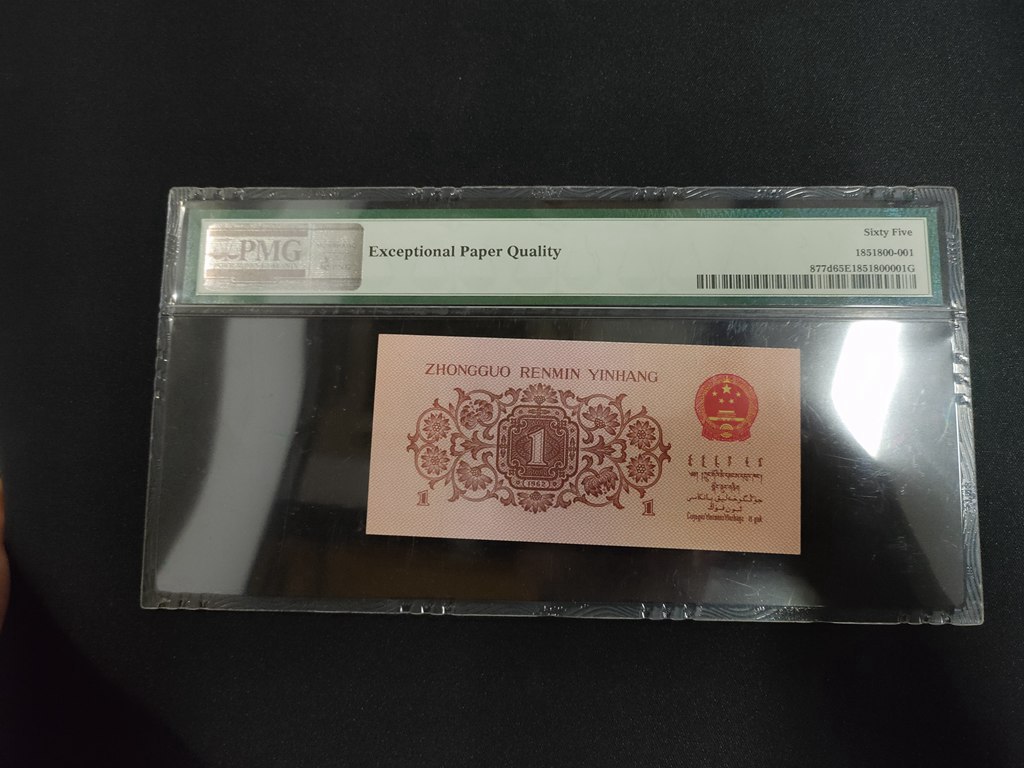 PMG
Exceptional Paper Quality
Sixty Five
1851800-001
877d65E1851800001G
ZHONGGUO RENMIN YINHANG
1
(1962)
1
1